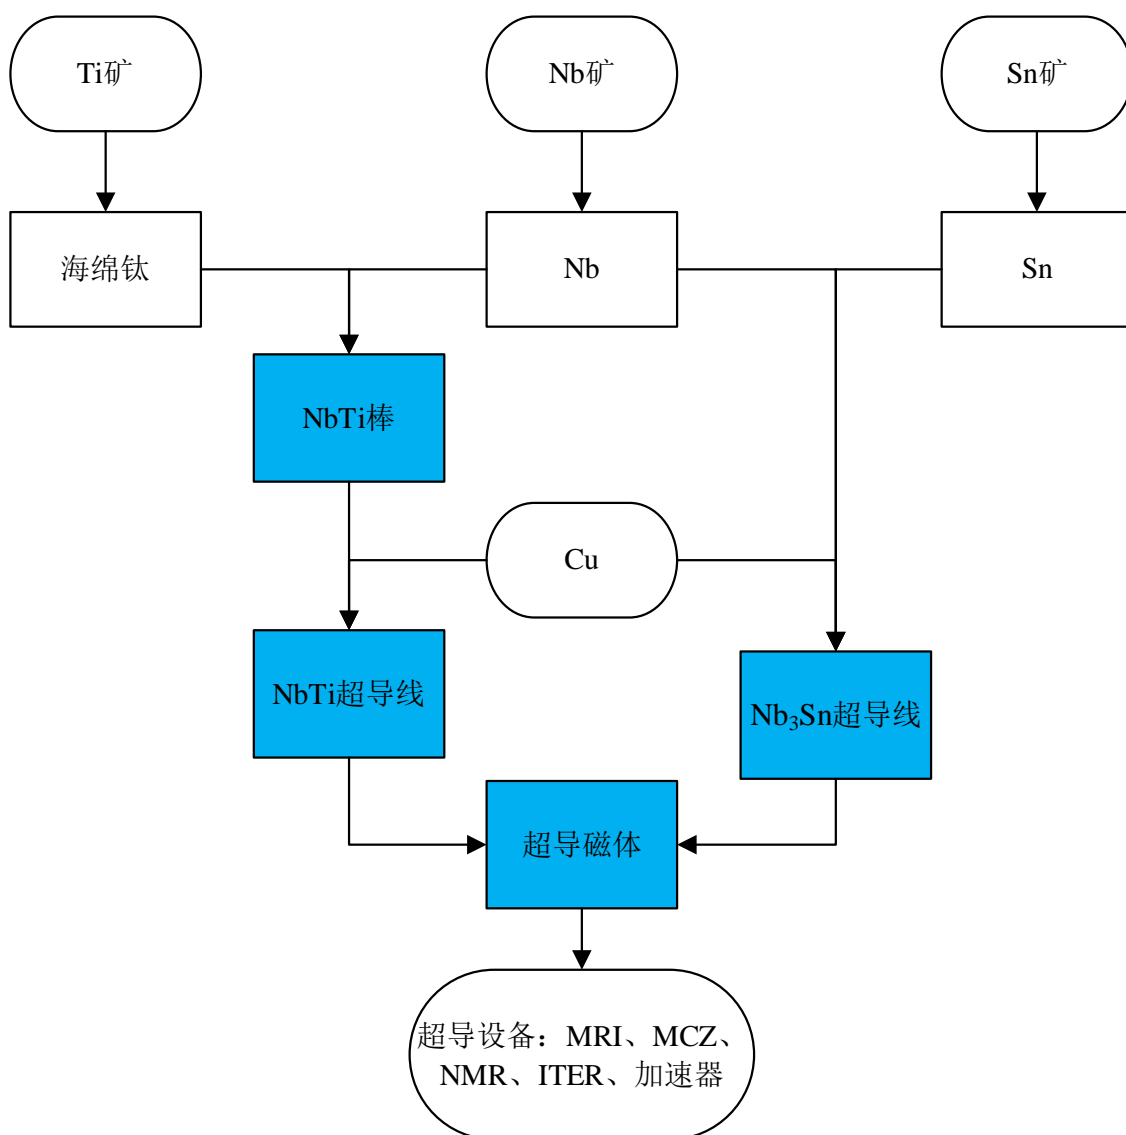 Ti矿
Nb矿
Sn矿
海绵钛
Nb
Sn
NbTi棒
Cu
NbTi超导线
Nb₃Sn超导线
超导磁体
超导设备：MRI、MCZ、
NMR、ITER、加速器